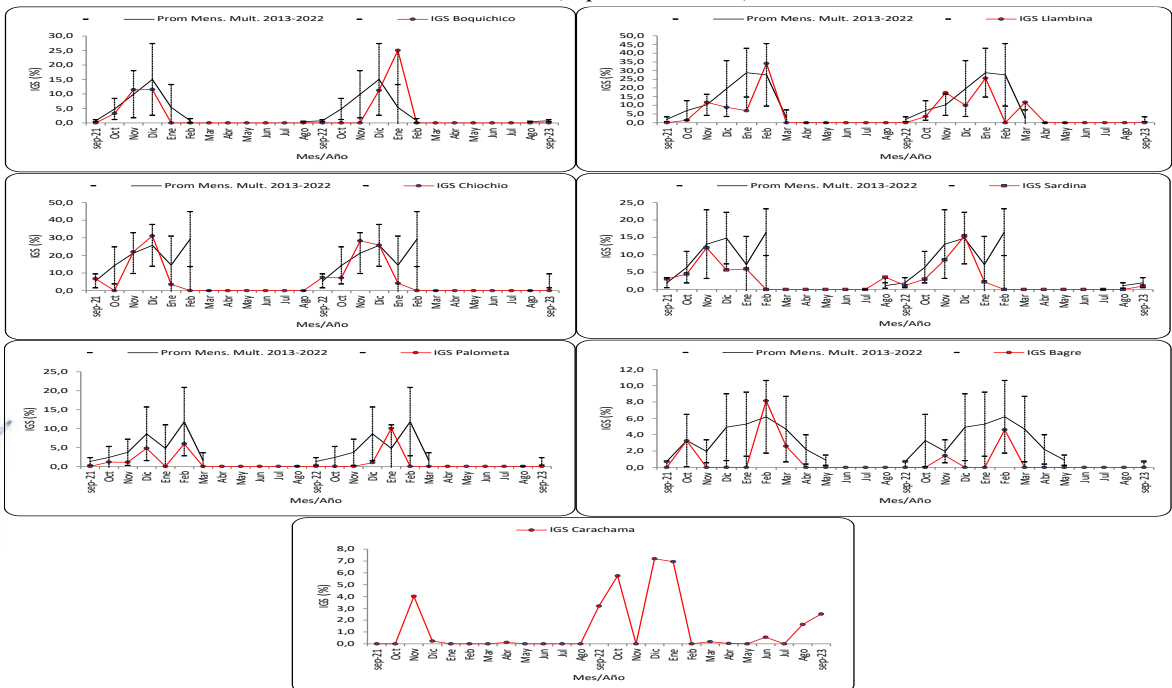 Prom Mens. Mult. 2013-2022 IGS Boquichico
IGS (%)
30,0
25,0
20,0
15,0
10,0
5,0
0,0
sep-21 Oct Nov Dic Ene Feb Mar Abr May Jun Jul Ago sep-22 Oct Nov Dic Ene Feb Mar Abr May Jun Jul Ago sep-23
Mes/Año
Prom Mens. Mult. 2013-2022 IGS Llambina
IGS (%)
50,0
45,0
40,0
35,0
30,0
25,0
20,0
15,0
10,0
5,0
0,0
sep-21 Oct Nov Dic Ene Feb Mar Abr May Jun Jul Ago sep-22 Oct Nov Dic Ene Feb Mar Abr May Jun Jul Ago sep-23
Mes/Año
Prom Mens. Mult. 2013-2022 IGS Chiochio
IGS (%)
50,0
40,0
30,0
20,0
10,0
0,0
sep-21 Oct Nov Dic Ene Feb Mar Abr May Jun Jul Ago sep-22 Oct Nov Dic Ene Feb Mar Abr May Jun Jul Ago sep-23
Mes/Año
Prom Mens. Mult. 2013-2022 IGS Sardina
IGS (%)
25,0
20,0
15,0
10,0
5,0
0,0
sep-21 Oct Nov Dic Ene Feb Mar Abr May Jun Jul Ago sep-22 Oct Nov Dic Ene Feb Mar Abr May Jun Jul Ago sep-23
Mes/Año
Prom Mens. Mult. 2013-2022 IGS Palometa
IGS (%)
25,0
20,0
15,0
10,0
5,0
0,0
sep-21 Oct Nov Dic Ene Feb Mar Abr May Jun Jul Ago sep-22 Oct Nov Dic Ene Feb Mar Abr May Jun Jul Ago sep-23
Mes/Año
Prom Mens. Mult. 2013-2022 IGS Bagre
IGS (%)
12,0
10,0
8,0
6,0
4,0
2,0
0,0
sep-21 Oct Nov Dic Ene Feb Mar Abr May Jun Jul Ago sep-22 Oct Nov Dic Ene Feb Mar Abr May Jun Jul Ago sep-23
Mes/Año
IGS Carachama
IGS (%)
8,0
7,0
6,0
5,0
4,0
3,0
2,0
1,0
0,0
sep-21 Oct Nov Dic Ene Feb Mar Abr May Jun Jul Ago sep-22 Oct Nov Dic Ene Feb Mar Abr May Jun Jul Ago sep-23
Mes/Año